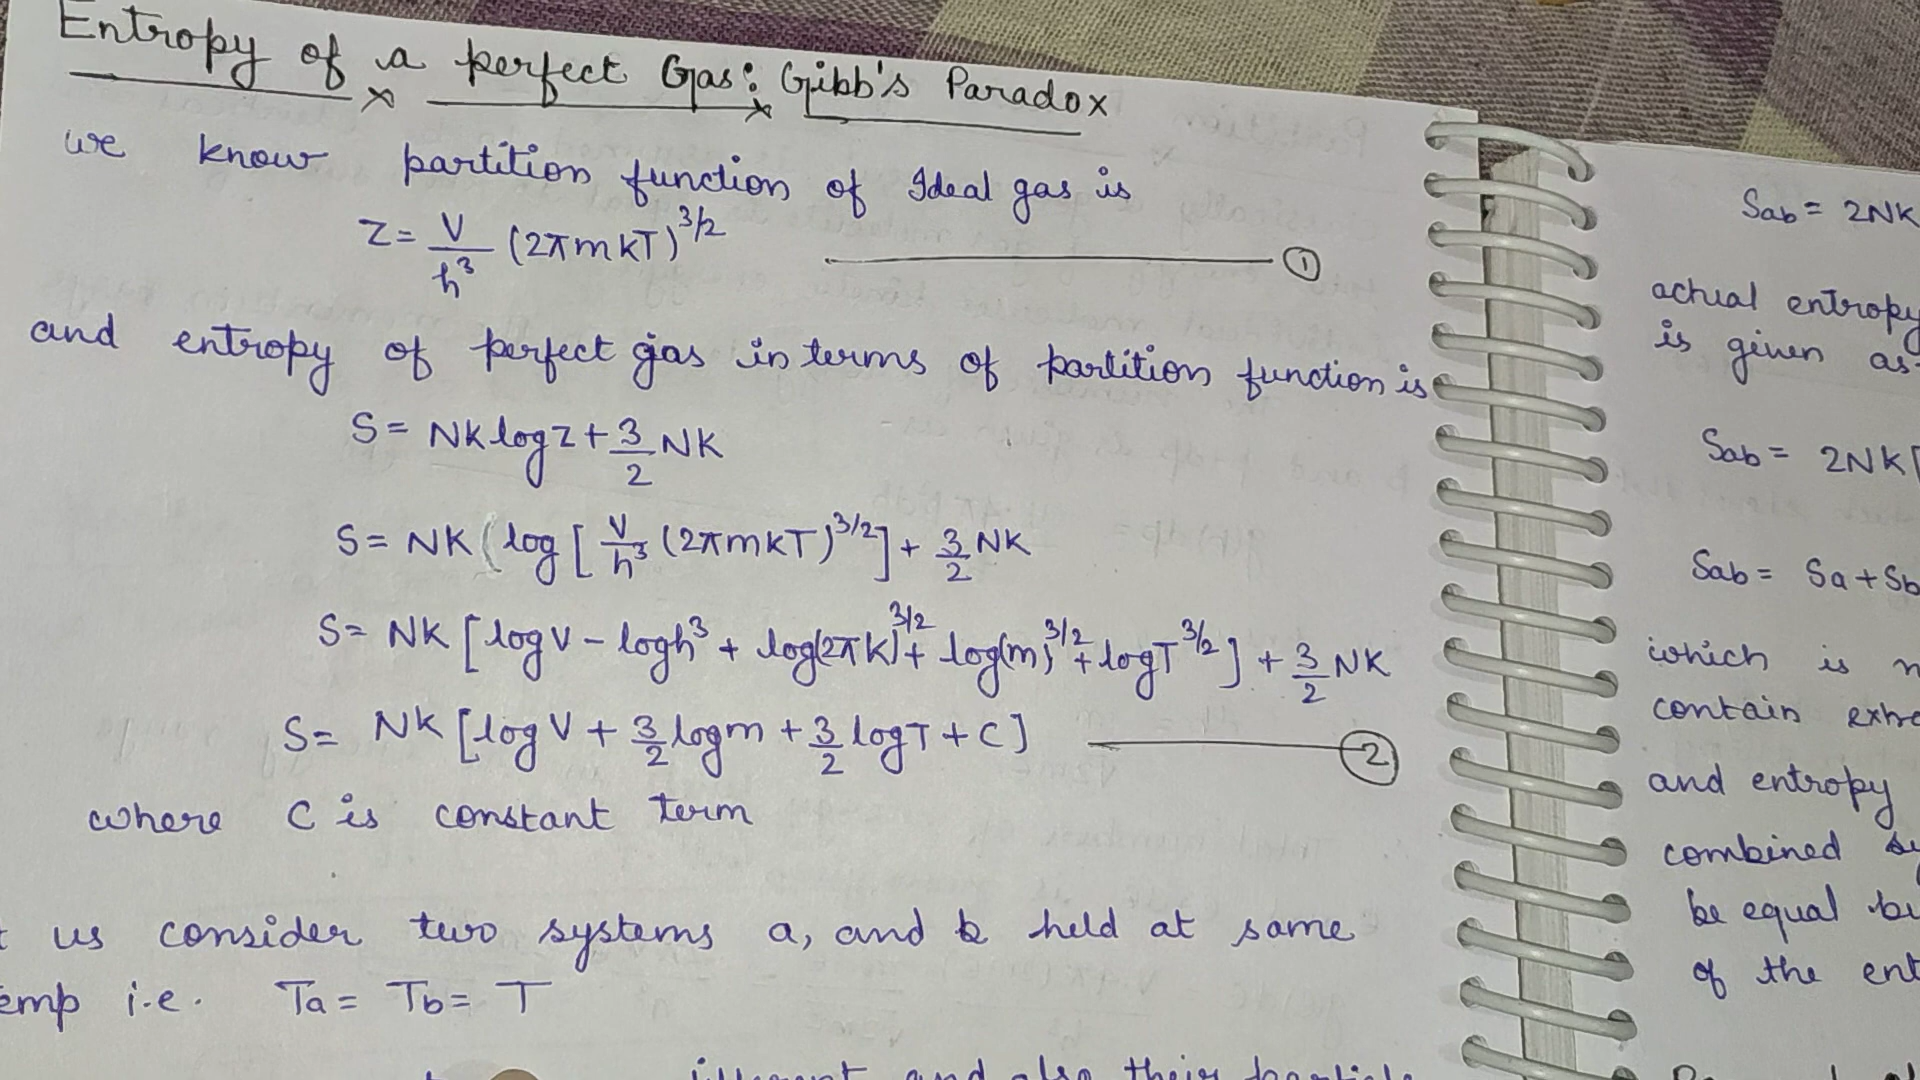 Entropy of a perfect Gas: Gibb's Paradox
we know partition function of Ideal gas is
Z = V/h³ (2πmkT)^3/2 ——— ①
and entropy of perfect gas in terms of partition function is
S = NK log z + 3/2 NK
S = NK ( log [ V/h³ (2πmkT)^3/2 ] + 3/2 NK
S = NK [ log V - log h³ + log(2πK)^3/2 + log(m)^3/2 + log T^3/2 ] + 3/2 NK
S = NK [ log V + 3/2 log m + 3/2 log T + C ] ——— ②
where C is constant term
us consider two systems a, and b held at same
emp i.e. Ta = Tb = T
and also their particle
Sab = 2NK
actual entropy
is given as
Sab = 2NK [
Sab = Sa + Sb
which is
contain
and entropy
combined
be equal
of the